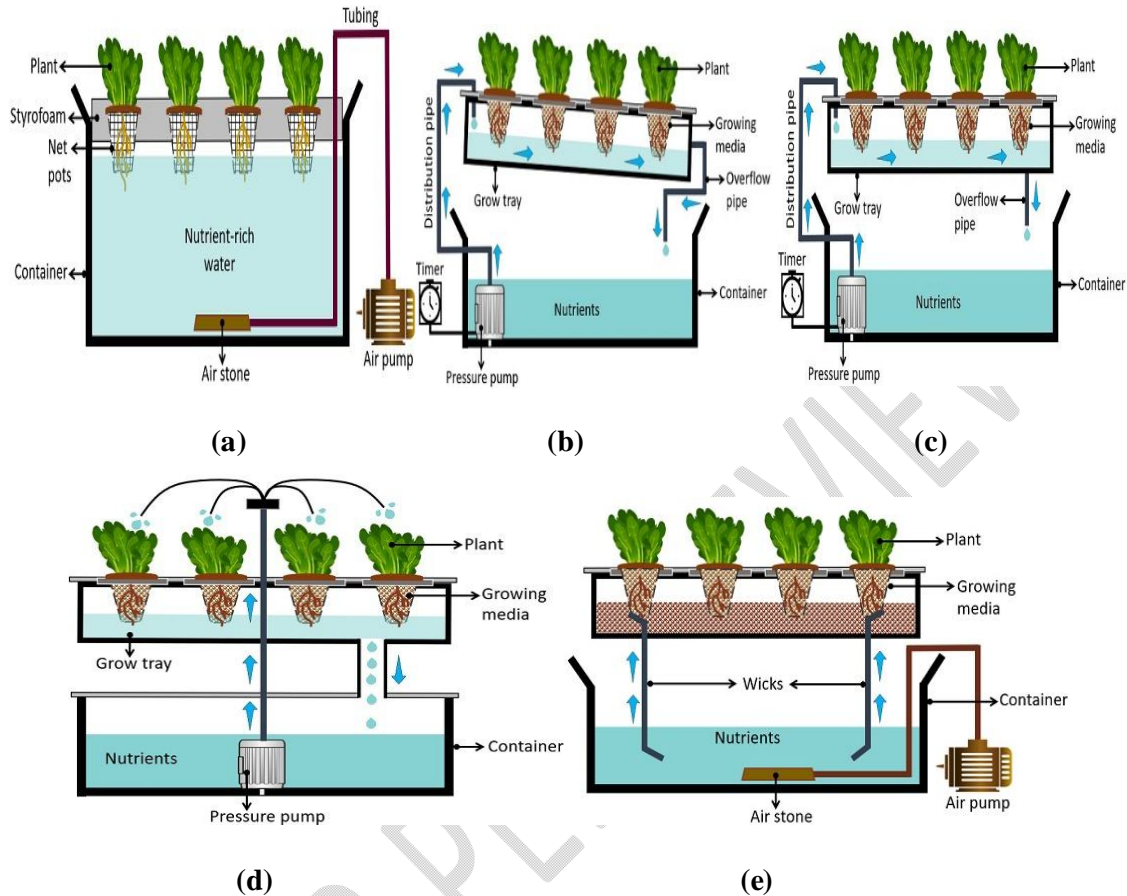 Tubing
Plant
Styrofoam
Net
pots
Nutrient-rich
water
Container
Air stone
Air pump
(a)
Plant
Distribution pipe
Growing
media
Overflow
pipe
Grow tray
Timer
Nutrients
Container
Pressure pump
(b)
Plant
Distribution pipe
Growing
media
Overflow
pipe
Grow tray
Timer
Nutrients
Container
Pressure pump
(c)
Plant
Growing
media
Grow tray
Nutrients
Container
Pressure pump
(d)
Plant
Growing
media
Wicks
Container
Nutrients
Air stone
Air pump
(e)